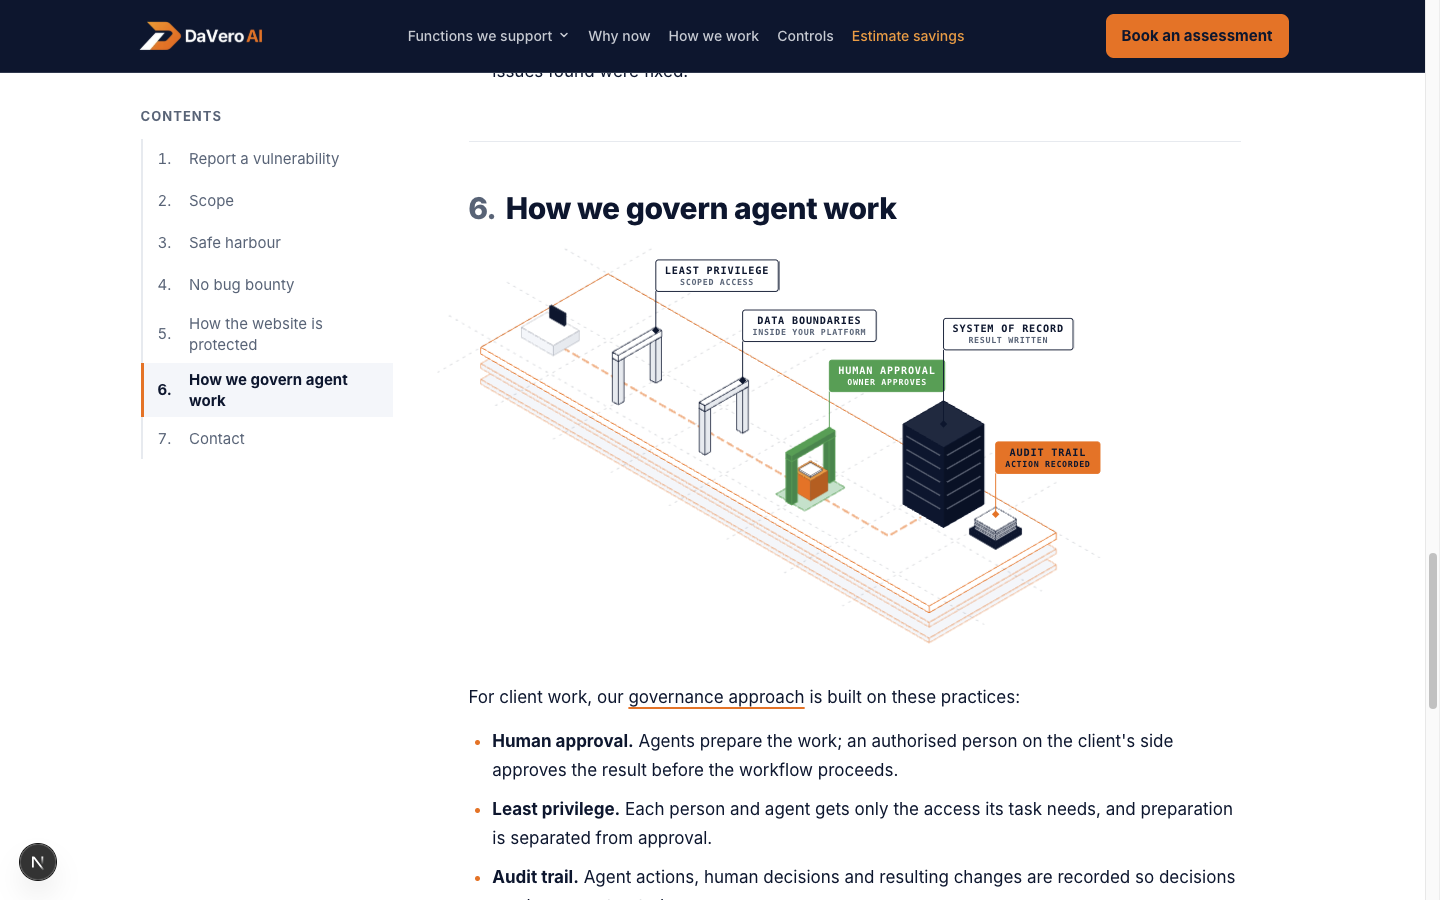 DaVero AI
Functions we support
Why now
How we work
Controls
Estimate savings
Book an assessment
CONTENTS
1. Report a vulnerability
2. Scope
3. Safe harbour
4. No bug bounty
5. How the website is
protected
6. How we govern agent
work
7. Contact
6. How we govern agent work
LEAST PRIVILEGE
SCOPED ACCESS
DATA BOUNDARIES
INSIDE YOUR PLATFORM
SYSTEM OF RECORD
RESULT WRITTEN
HUMAN APPROVAL
OWNER APPROVES
AUDIT TRAIL
ACTION RECORDED
For client work, our governance approach is built on these practices:
• Human approval. Agents prepare the work; an authorised person on the client's side
approves the result before the workflow proceeds.
• Least privilege. Each person and agent gets only the access its task needs, and preparation
is separated from approval.
• Audit trail. Agent actions, human decisions and resulting changes are recorded so decisions
N